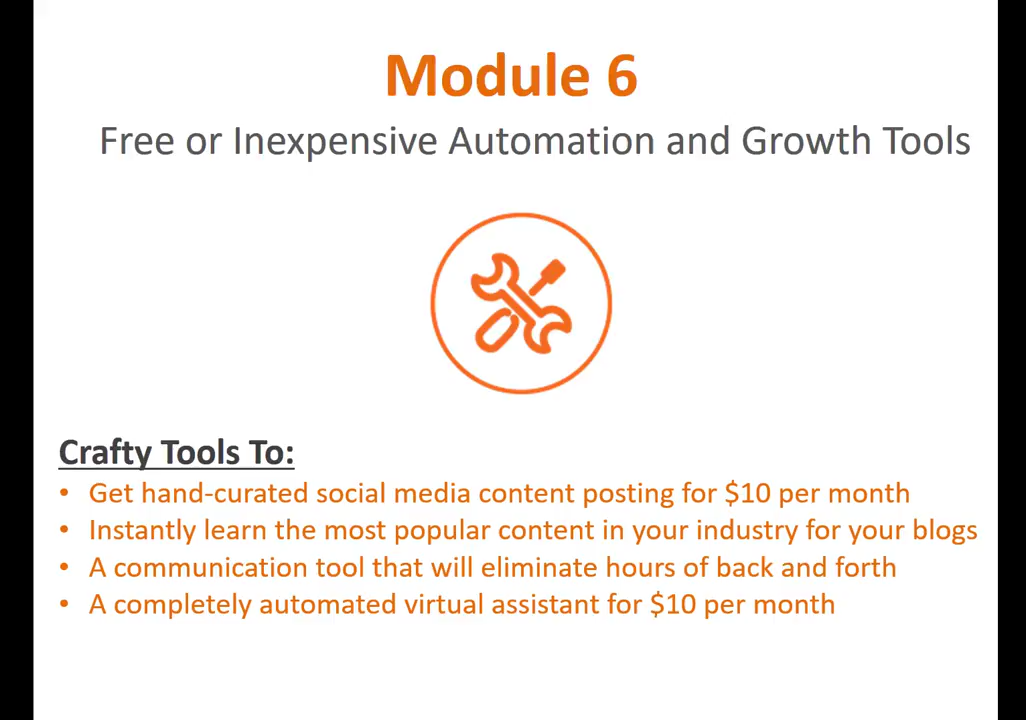 Module 6
Free or Inexpensive Automation and Growth Tools
Crafty Tools To:
• Get hand-curated social media content posting for $10 per month
• Instantly learn the most popular content in your industry for your blogs
• A communication tool that will eliminate hours of back and forth
• A completely automated virtual assistant for $10 per month